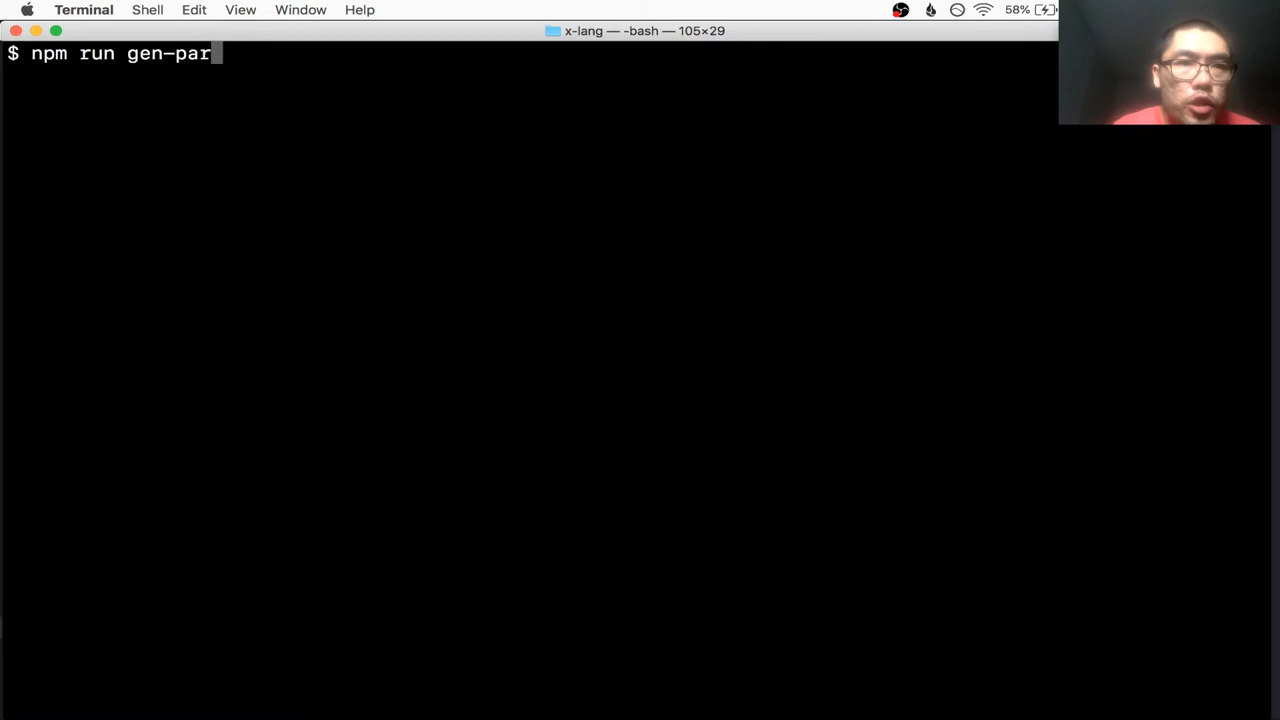 Terminal Shell Edit View Window Help 58%
x-lang — -bash — 105×29
$ npm run gen-par